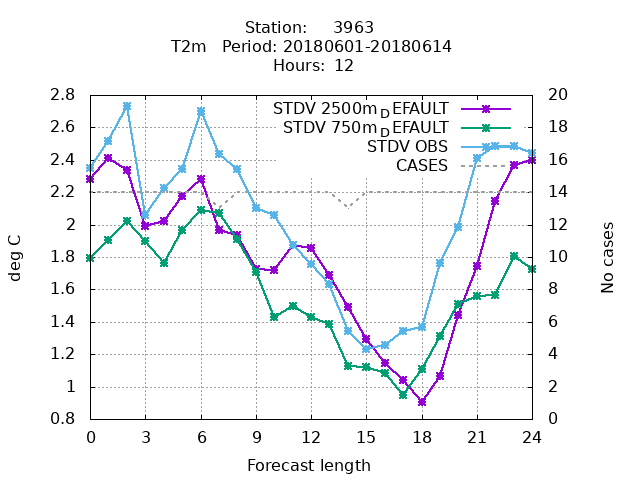 Station: 3963
T2m Period: 20180601-20180614
Hours: 12
STDV 2500m_DEFAULT
STDV 750m_DEFAULT
STDV OBS
CASES
2.8
2.6
2.4
2.2
2
1.8
1.6
1.4
1.2
1
0.8
deg C
20
18
16
14
12
10
8
6
4
2
0
No cases
0 3 6 9 12 15 18 21 24
Forecast length